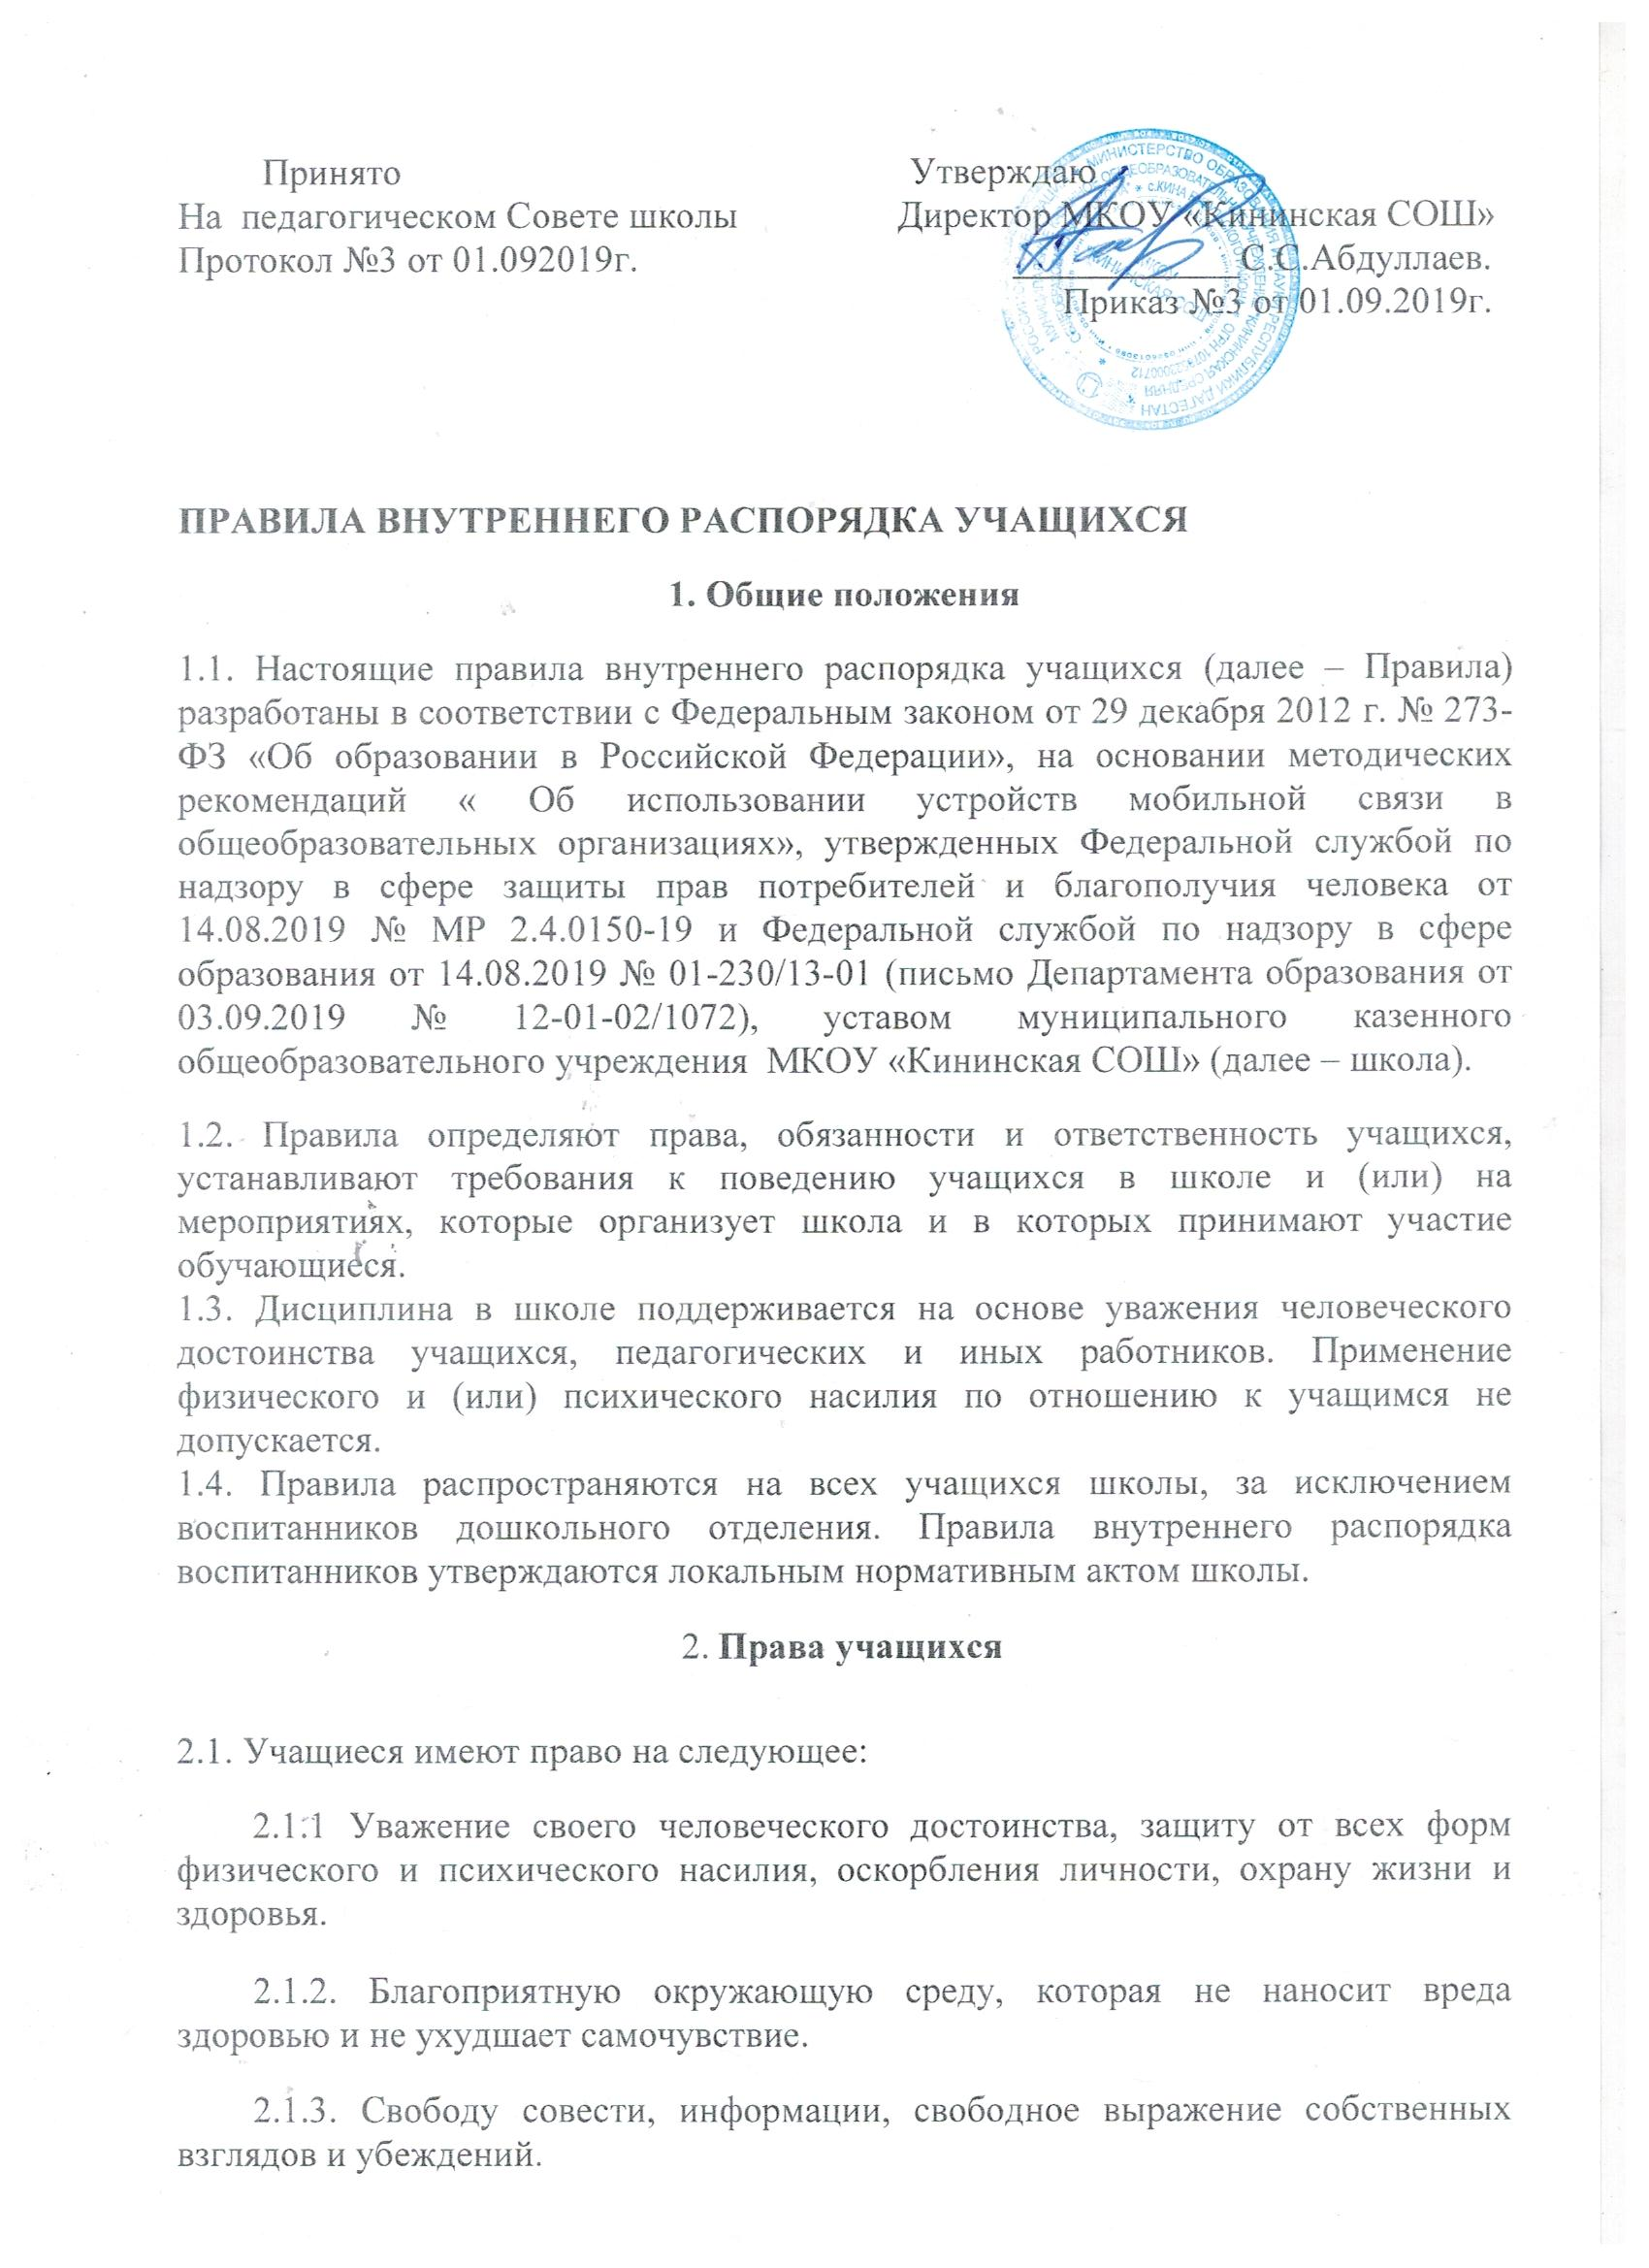 Принято
Утверждаю
На педагогическом Совете школы
Директор МКОУ «Кининская СОШ»
Протокол №3 от 01.092019г.
С.С.Абдуллаев.
Приказ №3 от 01.09.2019г.
ПРАВИЛА ВНУТРЕННЕГО РАСПОРЯДКА УЧАЩИХСЯ
1. Общие положения
1.1. Настоящие правила внутреннего распорядка учащихся (далее – Правила)
разработаны в соответствии с Федеральным законом от 29 декабря 2012 г. № 273-
ФЗ «Об образовании в Российской Федерации», на основании методических
рекомендаций « Об использовании устройств мобильной связи в
общеобразовательных организациях», утвержденных Федеральной службой по
надзору в сфере защиты прав потребителей и благополучия человека от
14.08.2019 № МР 2.4.0150-19 и Федеральной службой по надзору в сфере
образования от 14.08.2019 № 01-230/13-01 (письмо Департамента образования от
03.09.2019 № 12-01-02/1072), уставом муниципального казенного
общеобразовательного учреждения МКОУ «Кининская СОШ» (далее – школа).
1.2. Правила определяют права, обязанности и ответственность учащихся,
устанавливают требования к поведению учащихся в школе и (или) на
мероприятиях, которые организует школа и в которых принимают участие
обучающиеся.
1.3. Дисциплина в школе поддерживается на основе уважения человеческого
достоинства учащихся, педагогических и иных работников. Применение
физического и (или) психического насилия по отношению к учащимся не
допускается.
1.4. Правила распространяются на всех учащихся школы, за исключением
воспитанников дошкольного отделения. Правила внутреннего распорядка
воспитанников утверждаются локальным нормативным актом школы.
2. Права учащихся
2.1. Учащиеся имеют право на следующее:
2.1.1 Уважение своего человеческого достоинства, защиту от всех форм
физического и психического насилия, оскорбления личности, охрану жизни и
здоровья.
2.1.2. Благоприятную окружающую среду, которая не наносит вреда
здоровью и не ухудшает самочувствие.
2.1.3. Свободу совести, информации, свободное выражение собственных
взглядов и убеждений.
МИНИСТЕРСТВО ОБРАЗОВАНИЯ И НАУКИ РЕСПУБЛИКИ ДАГЕСТАН